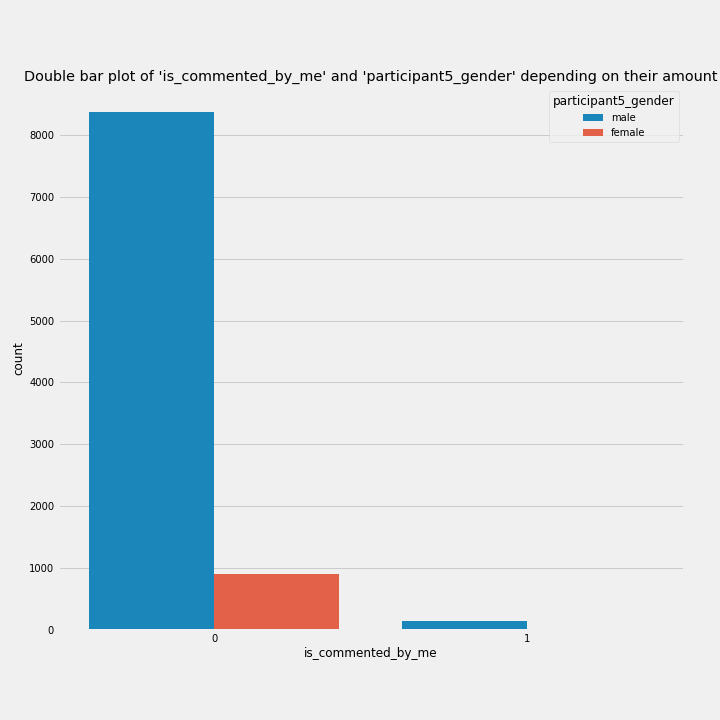 Double bar plot of 'is_commented_by_me' and 'participant5_gender' depending on their amount
participant5_gender
male
female
8000
7000
6000
5000
4000
3000
2000
1000
0
count
0
1
is_commented_by_me